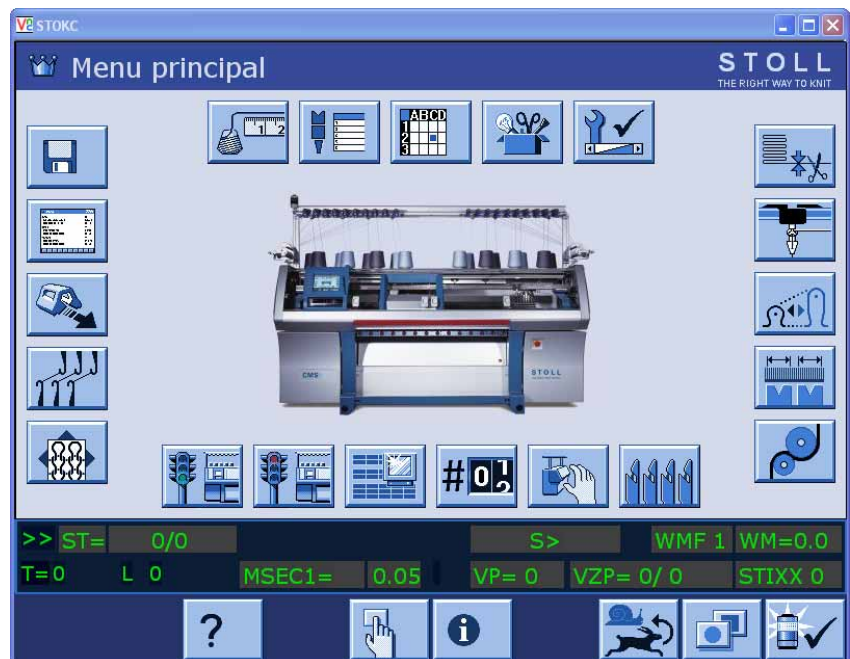 STOKC
Menu principal
STOLL
THE RIGHT WAY TO KNIT
1 2
ABCD
1
2
3
CMS
STOLL
#
>> ST= 0/0 S> WMF 1 WM=0.0
T=0 L 0 MSEC1= 0.05 VP= 0 VZP= 0/ 0 STIXX 0
?
i